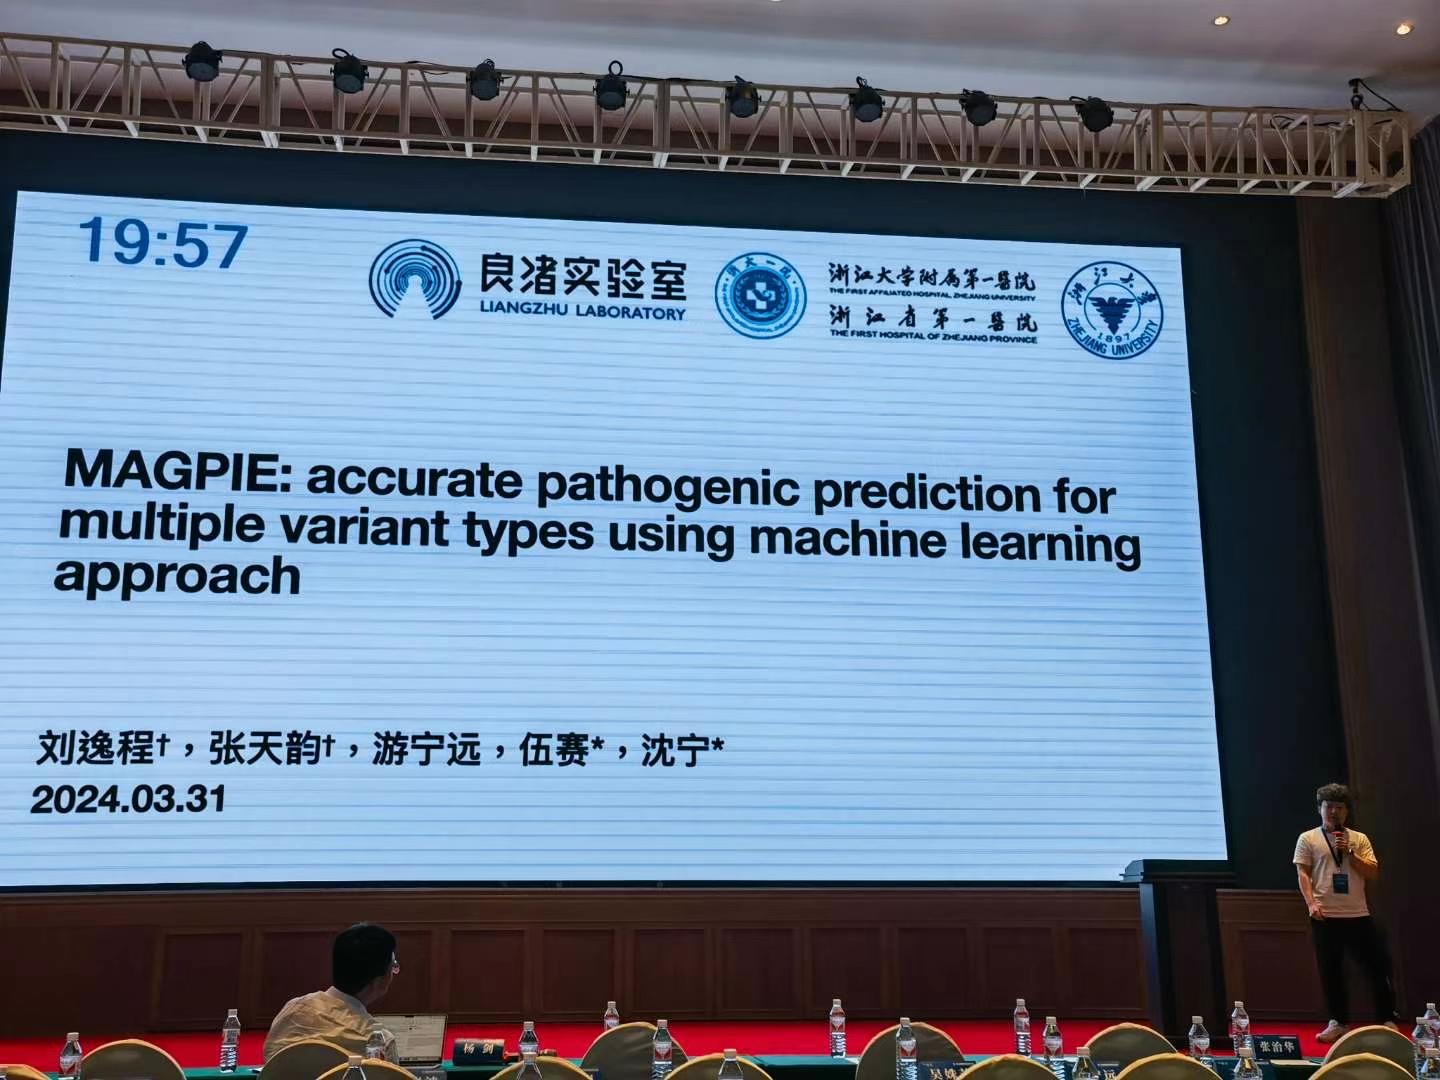 19:57
良渚实验室
LIANGZHU LABORATORY
浙大一院
浙江大学附属第一医院
THE FIRST AFFILIATED HOSPITAL, ZHEJIANG UNIVERSITY
浙江省第一医院
THE FIRST HOSPITAL OF ZHEJIANG PROVINCE
浙江大学
1897
ZHEJIANG UNIVERSITY
MAGPIE: accurate pathogenic prediction for
multiple variant types using machine learning
approach
刘逸程†，张天韵†，游宁远，伍赛*，沈宁*
2024.03.31
杨剑
张治华